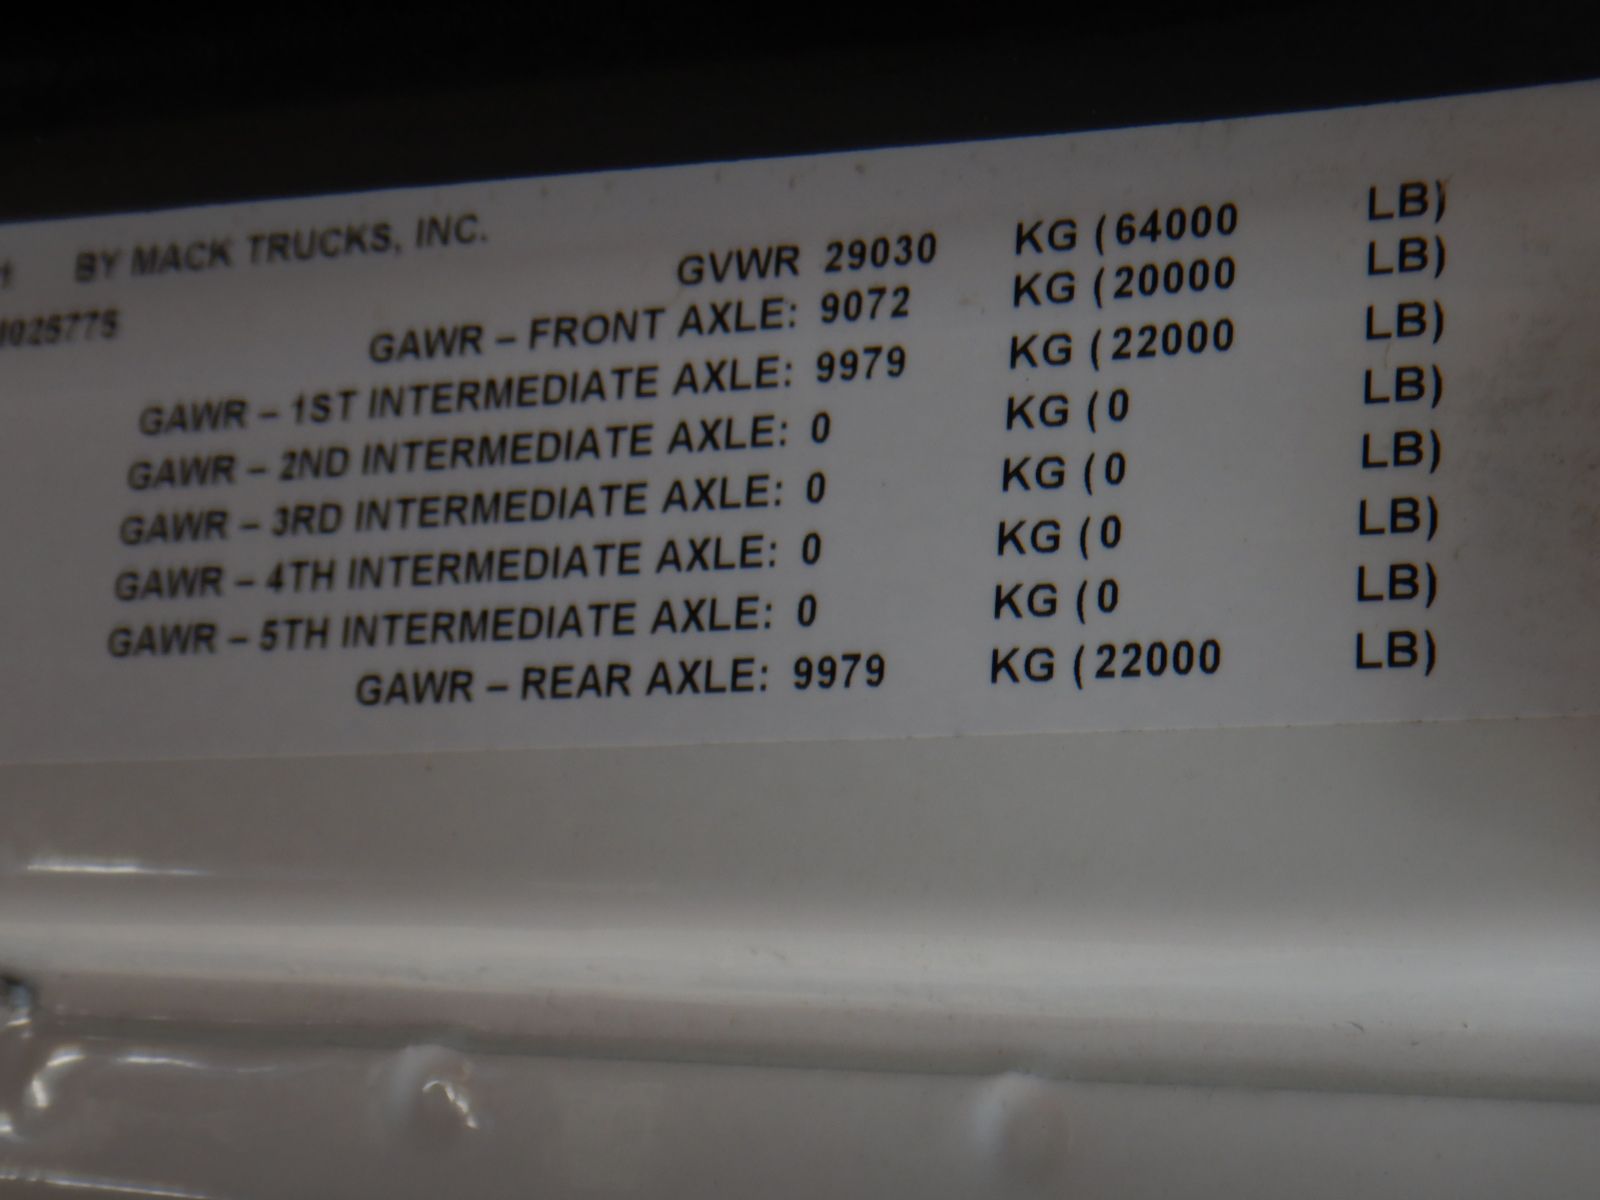 BY MACK TRUCKS, INC.
GVWR 29030 KG (64000 LB)
GAWR – FRONT AXLE: 9072 KG (20000 LB)
GAWR – 1ST INTERMEDIATE AXLE: 9979 KG (22000 LB)
GAWR – 2ND INTERMEDIATE AXLE: 0 KG (0 LB)
GAWR – 3RD INTERMEDIATE AXLE: 0 KG (0 LB)
GAWR – 4TH INTERMEDIATE AXLE: 0 KG (0 LB)
GAWR – 5TH INTERMEDIATE AXLE: 0 KG (0 LB)
GAWR – REAR AXLE: 9979 KG (22000 LB)